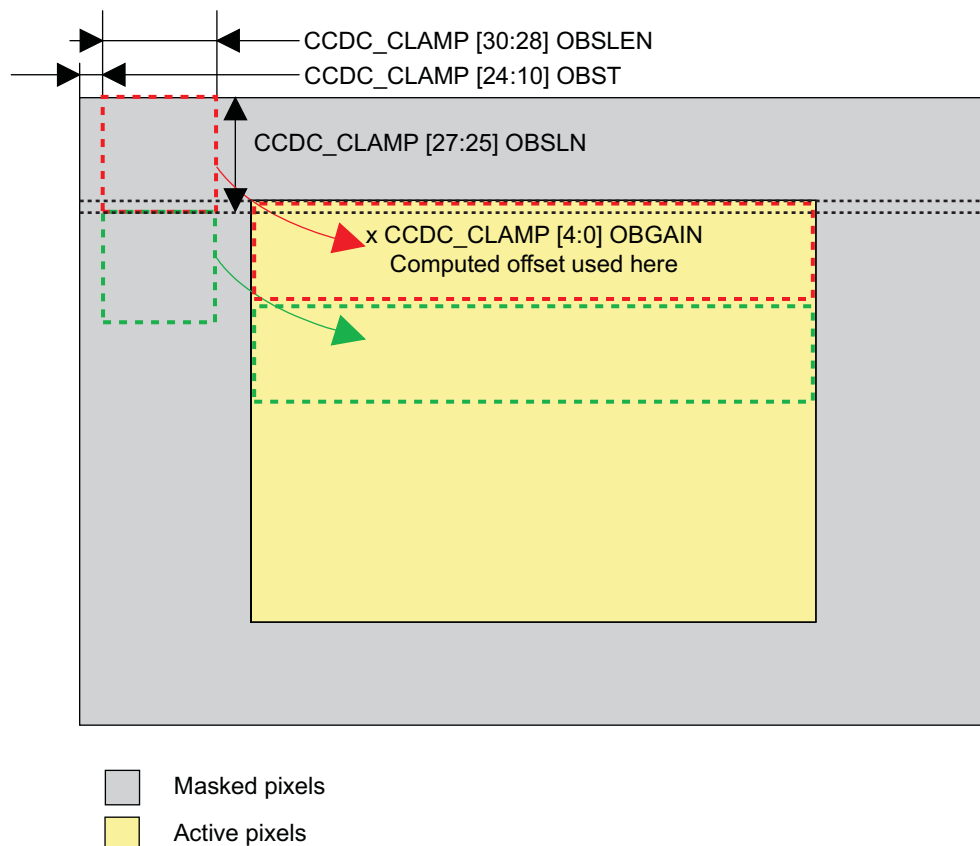 CCDC_CLAMP [30:28] OBSLEN
CCDC_CLAMP [24:10] OBST
CCDC_CLAMP [27:25] OBSLN
x CCDC_CLAMP [4:0] OBGAIN
Computed offset used here
Masked pixels
Active pixels